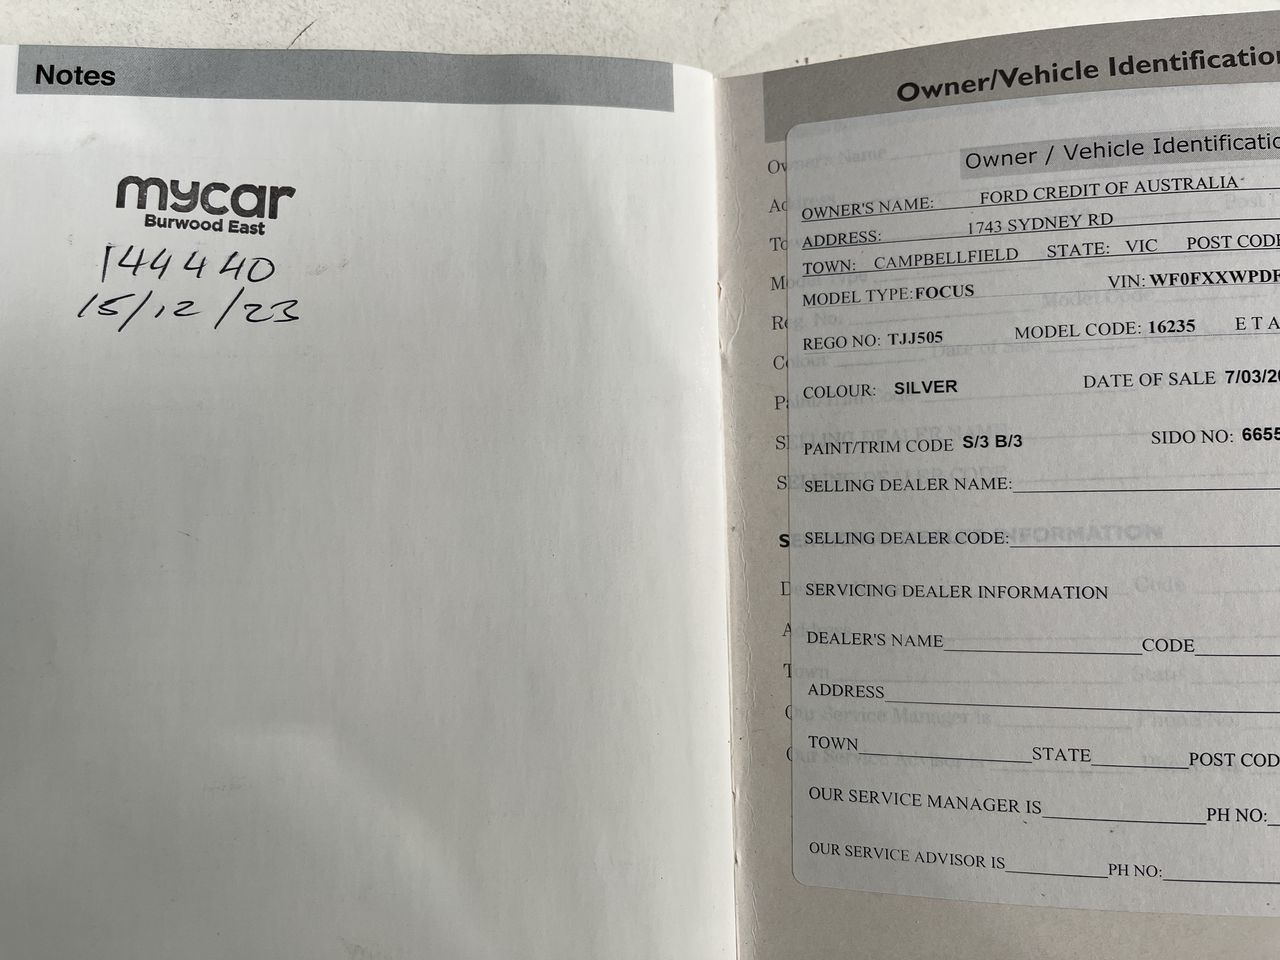 Notes
mycar
Burwood East
144440
15/12/23
Owner/Vehicle Identificatio
Owner / Vehicle Identificatio
OWNER'S NAME: FORD CREDIT OF AUSTRALIA
ADDRESS: 1743 SYDNEY RD
TOWN: CAMPBELLFIELD STATE: VIC POST CODE
MODEL TYPE: FOCUS VIN: WF0FXXWPDF
REGO NO: TJJ505 MODEL CODE: 16235 E T A
COLOUR: SILVER DATE OF SALE 7/03/20
PAINT/TRIM CODE S/3 B/3 SIDO NO: 6655
SELLING DEALER NAME:
SELLING DEALER CODE:
SERVICING DEALER INFORMATION
DEALER'S NAME CODE
ADDRESS
TOWN STATE POST COD
OUR SERVICE MANAGER IS PH NO:
OUR SERVICE ADVISOR IS PH NO: